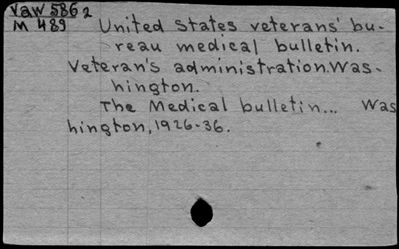 VaW 586 2
M 489
United States veterans' bu-
reau medical bulletin.
Veteran's administration. Was-
hington.
The Medical bulletin... Was
hington, 1926-36.